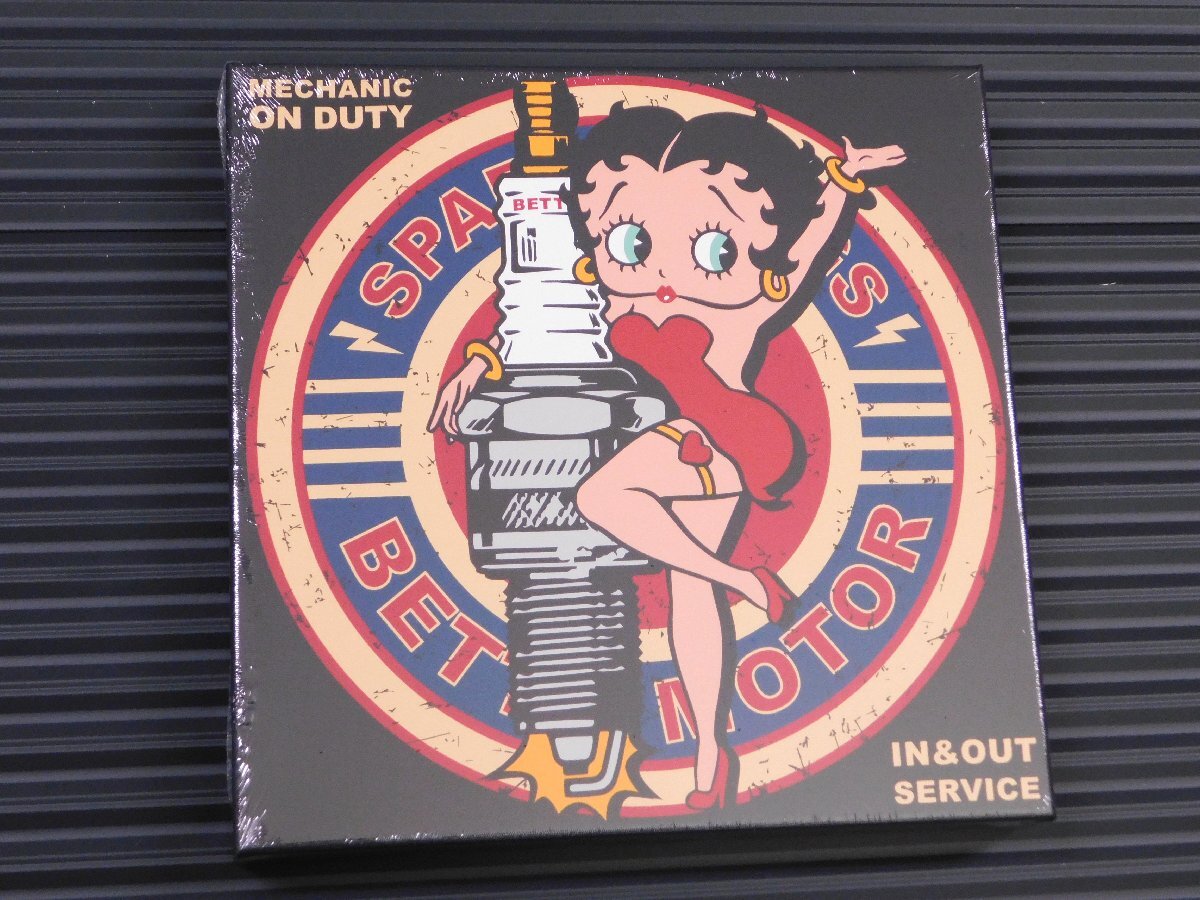 MECHANIC
ON DUTY
SPA
S
BETT
BET
MOTOR
IN&OUT
SERVICE